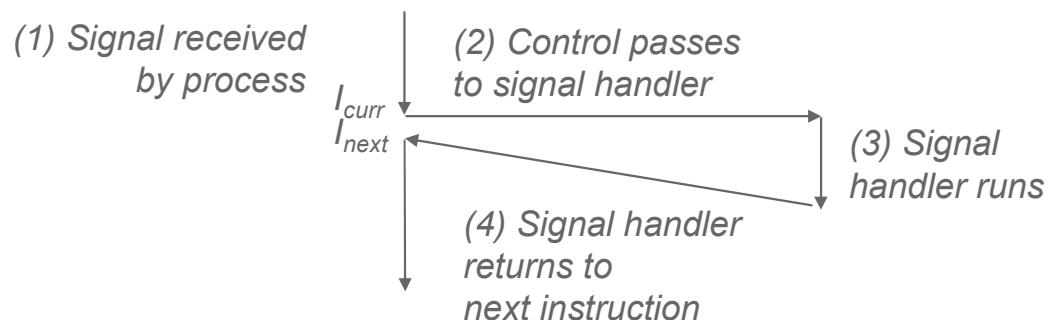 (1) Signal received
by process
(2) Control passes
to signal handler
Icurr
Inext
(3) Signal
handler runs
(4) Signal handler
returns to
next instruction